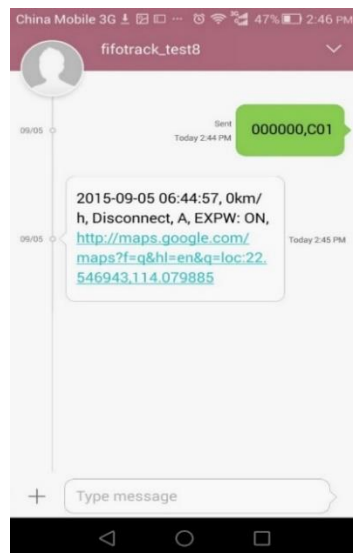 China Mobile 3G 47% 2:46 PM
fifotrack_test8
09/05
Sent
Today 2:44 PM
000000,C01
09/05
2015-09-05 06:44:57, 0km/
h, Disconnect, A, EXPW: ON,
http://maps.google.com/
maps?f=q&hl=en&q=loc:22.
546943,114.079885
Today 2:45 PM
Type message